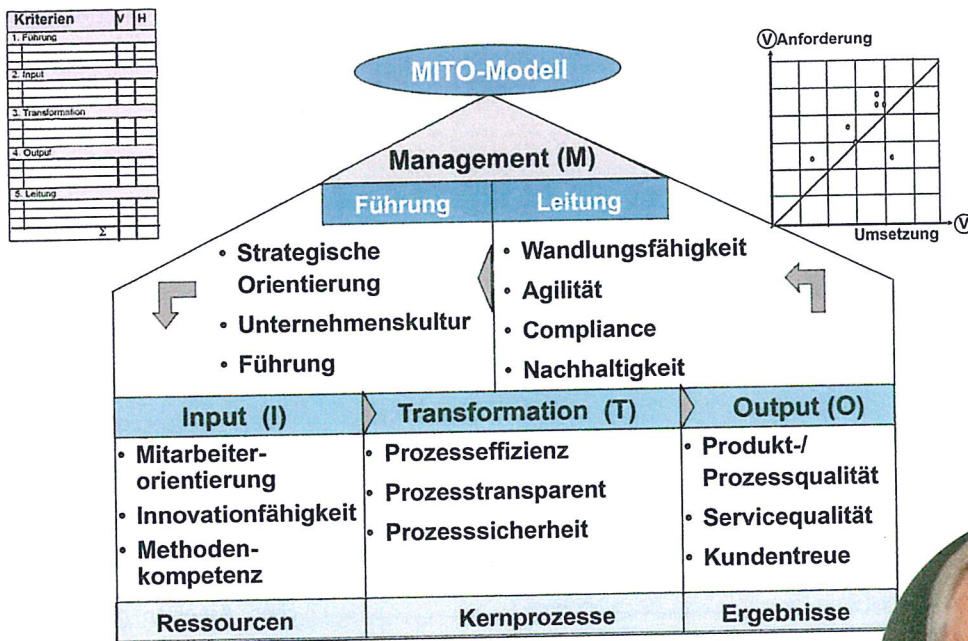 Kriterien V H
1. Führung
2. Input
3. Transformation
4. Output
5. Leitung
Σ
MITO-Modell
V Anforderung
Umsetzung V
Management (M)
Führung Leitung
• Strategische
Orientierung
• Unternehmenskultur
• Führung
• Wandlungsfähigkeit
• Agilität
• Compliance
• Nachhaltigkeit
Input (I) Transformation (T) Output (O)
• Mitarbeiter-
orientierung
• Innovationfähigkeit
• Methoden-
kompetenz
• Prozesseffizienz
• Prozesstransparent
• Prozesssicherheit
• Produkt-/
Prozessqualität
• Servicequalität
• Kundentreue
Ressourcen Kernprozesse Ergebnisse